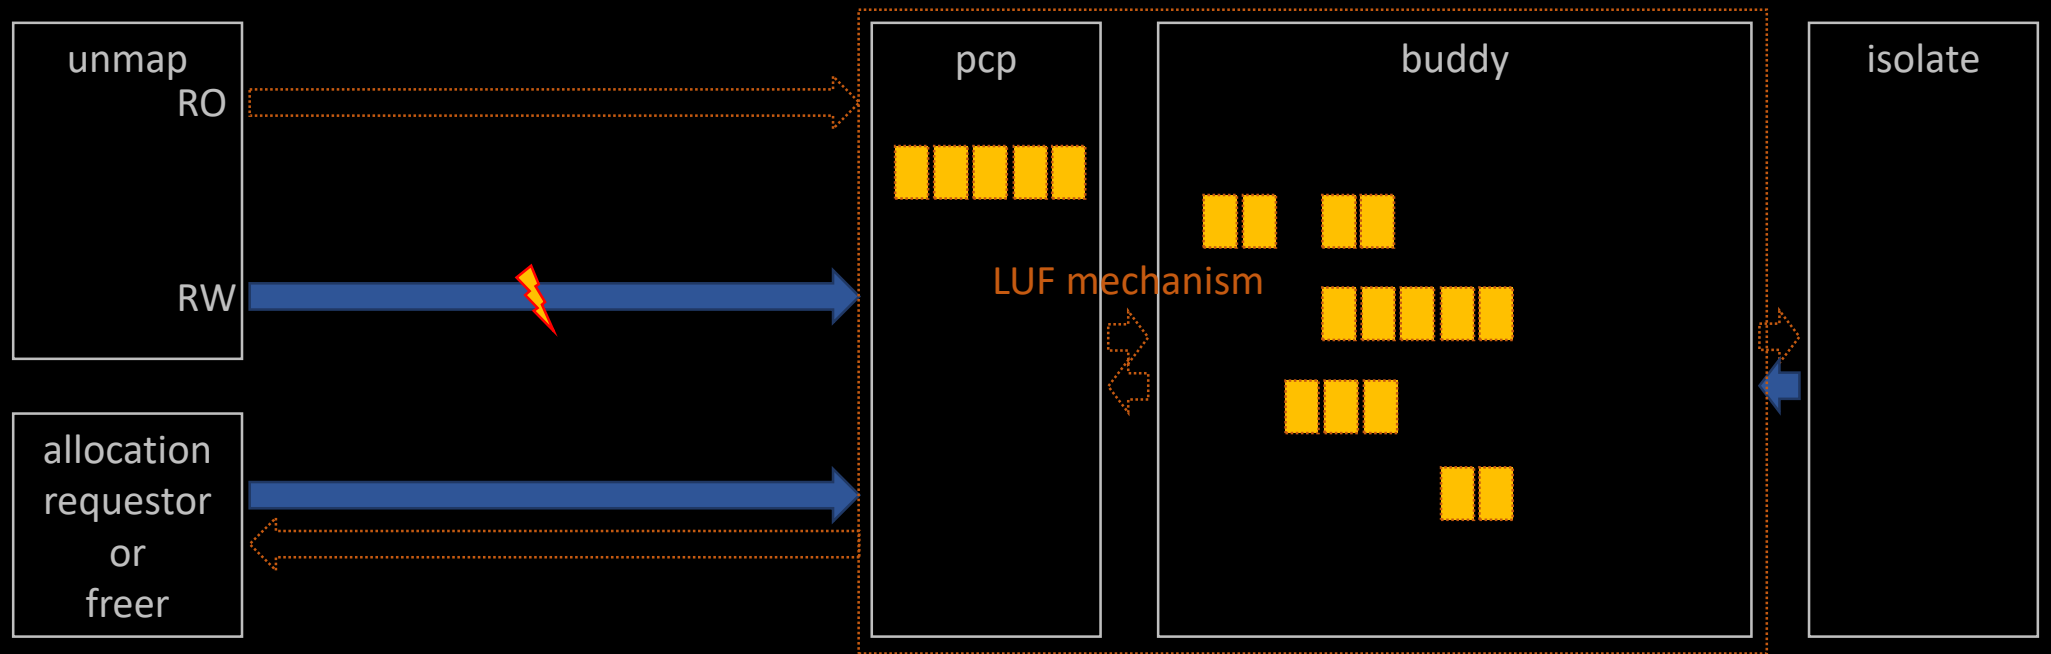 unmap
RO
RW
allocation
requestor
or
freer
pcp
LUF mechanism
buddy
isolate